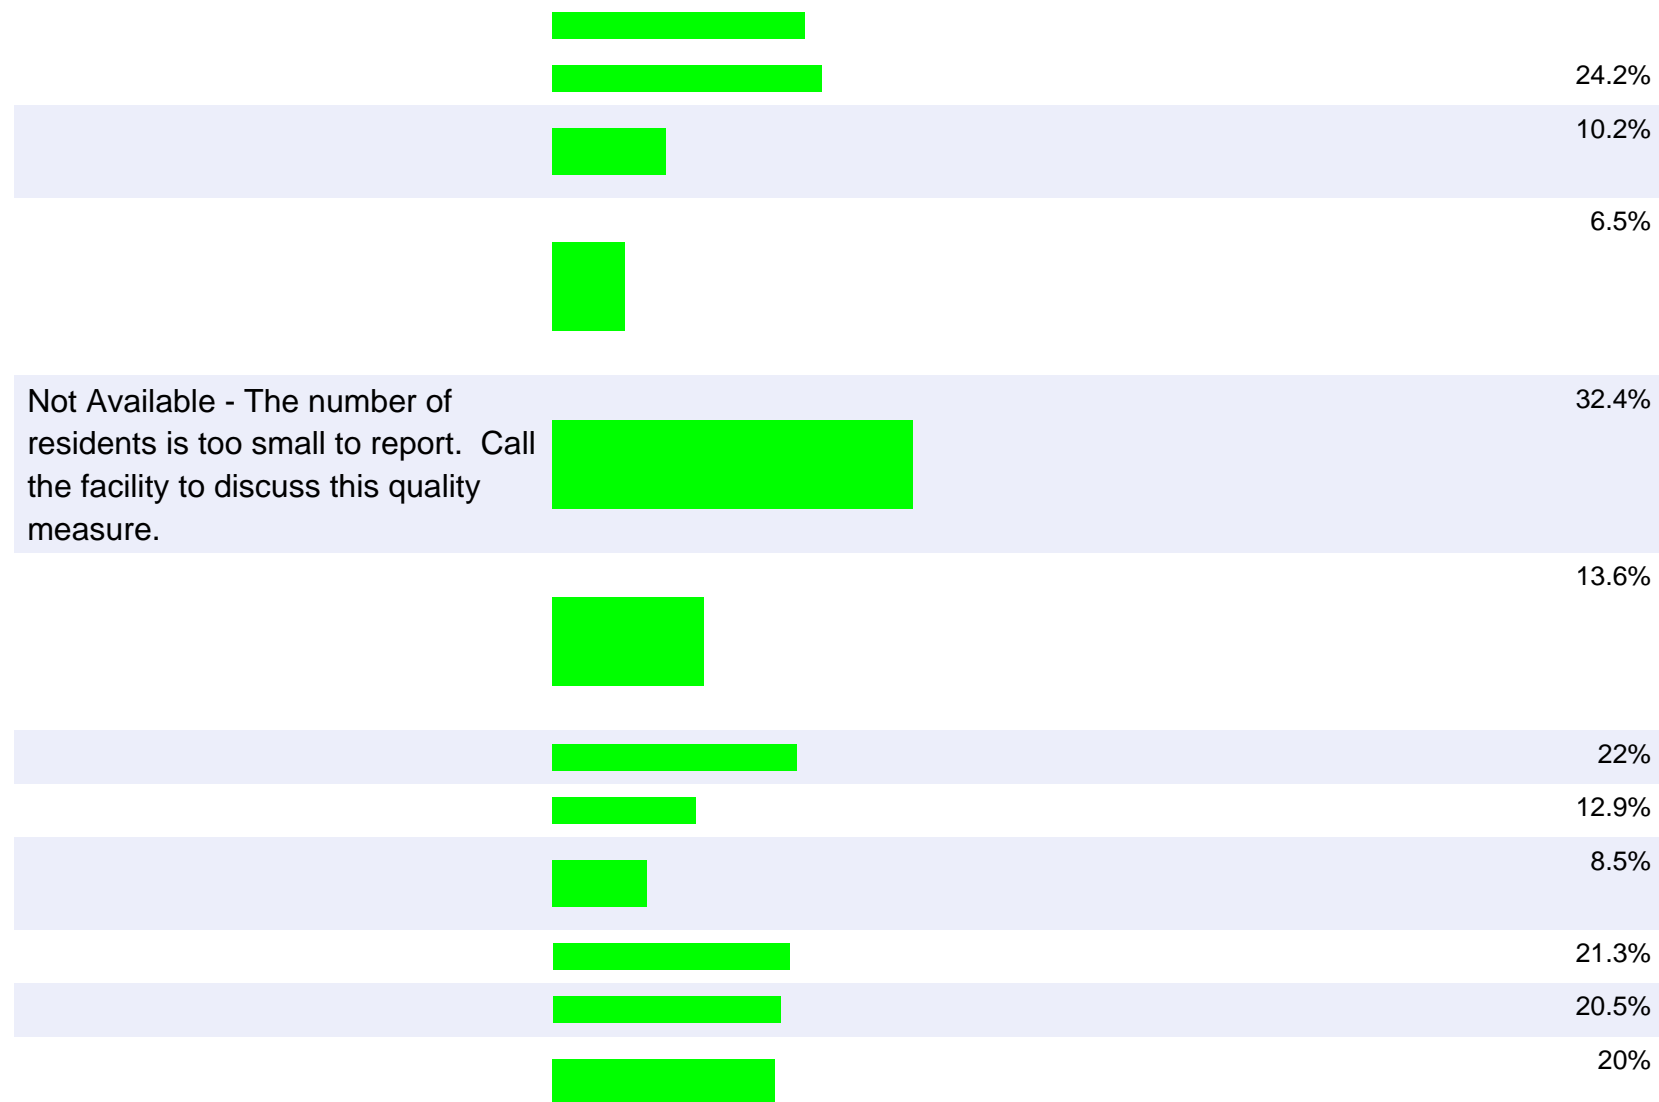 24.2%
10.2%
6.5%
Not Available - The number of
residents is too small to report.  Call
the facility to discuss this quality
measure.
32.4%
13.6%
22%
12.9%
8.5%
21.3%
20.5%
20%